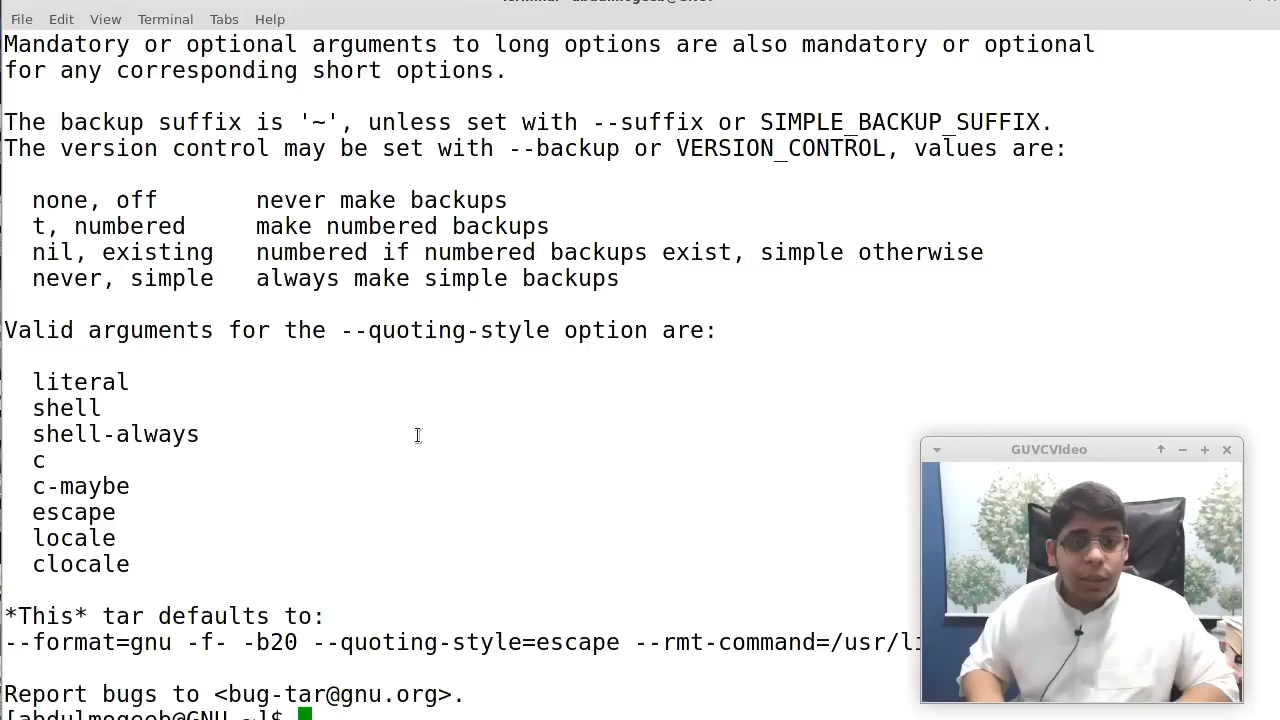 File Edit View Terminal Tabs Help
Mandatory or optional arguments to long options are also mandatory or optional
for any corresponding short options.
The backup suffix is '~', unless set with --suffix or SIMPLE_BACKUP_SUFFIX.
The version control may be set with --backup or VERSION_CONTROL, values are:
none, off never make backups
t, numbered make numbered backups
nil, existing numbered if numbered backups exist, simple otherwise
never, simple always make simple backups
Valid arguments for the --quoting-style option are:
literal
shell
shell-always
c
c-maybe
escape
locale
clocale
*This* tar defaults to:
--format=gnu -f- -b20 --quoting-style=escape --rmt-command=/usr/li
Report bugs to <bug-tar@gnu.org>.
[abdulmogeeb@GNU ~]$
GUVCVideo